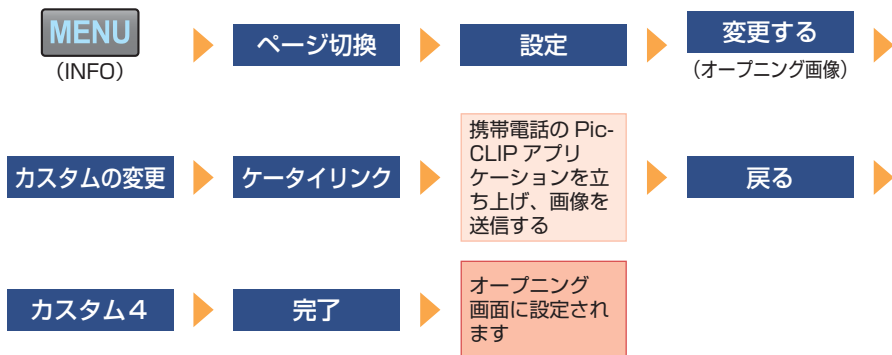 MENU
(INFO)
ページ切換
設定
変更する
(オープニング画像)
カスタムの変更
ケータイリンク
携帯電話の Pic-
CLIP アプリ
ケーションを立
ち上げ、画像を
送信する
戻る
カスタム４
完了
オープニング
画面に設定され
ます